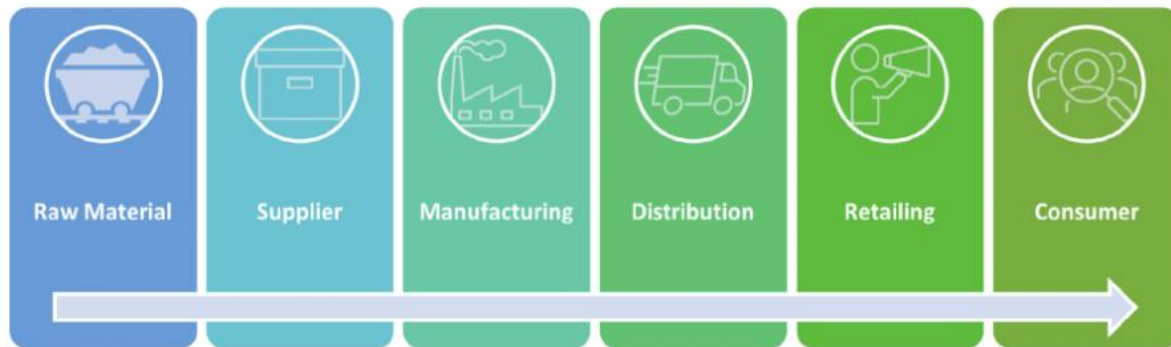 Raw Material
Supplier
Manufacturing
Distribution
Retailing
Consumer